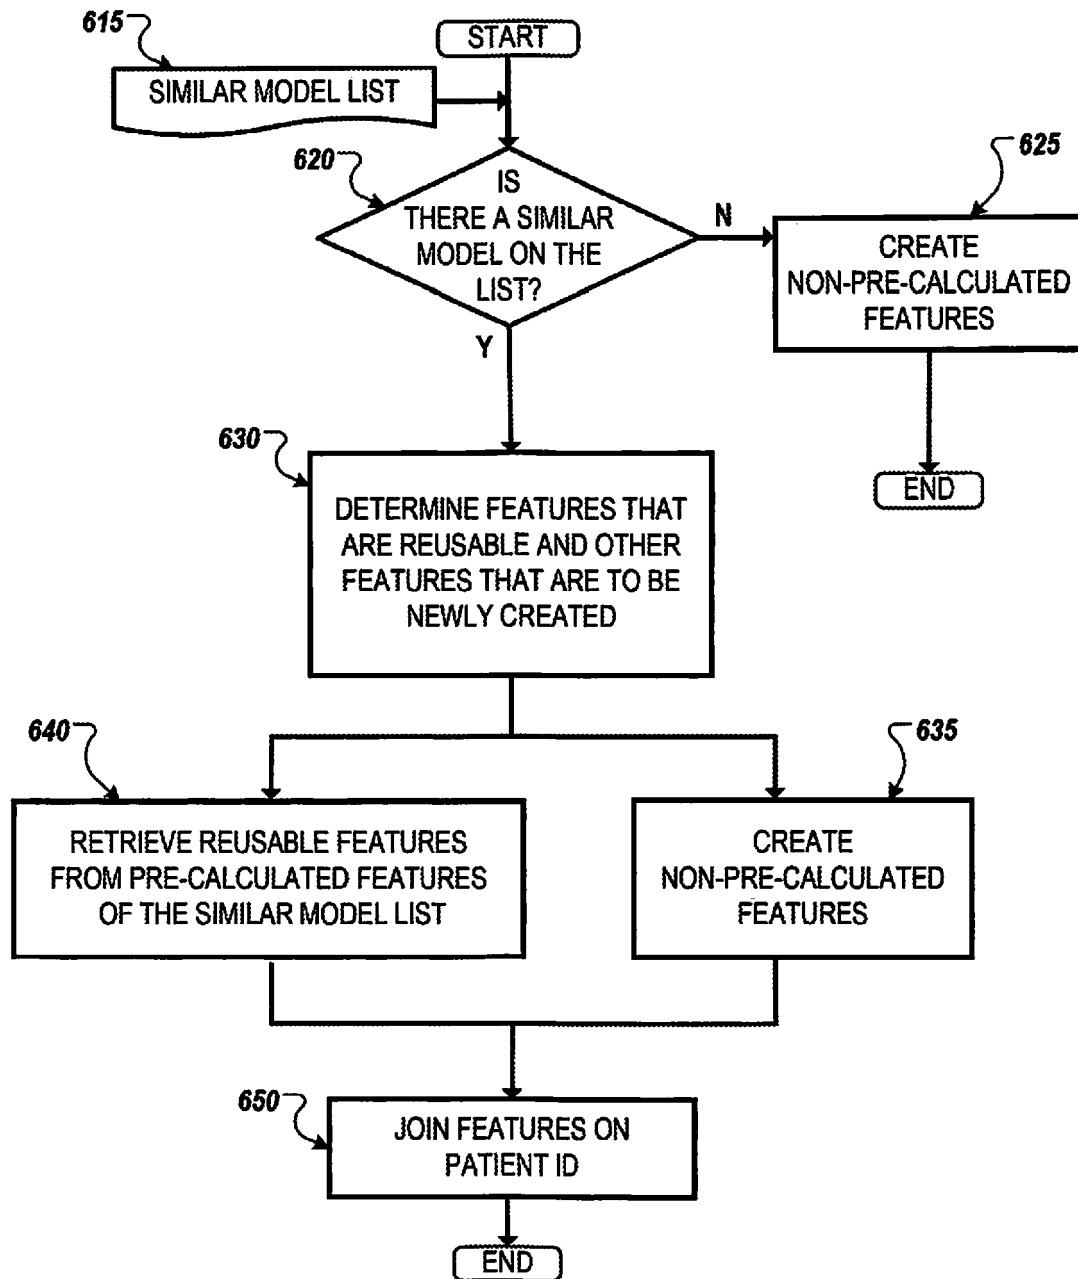 615
START
SIMILAR MODEL LIST
620
IS
THERE A SIMILAR
MODEL ON THE
LIST?
N
625
CREATE
NON-PRE-CALCULATED
FEATURES
Y
END
630
DETERMINE FEATURES THAT
ARE REUSABLE AND OTHER
FEATURES THAT ARE TO BE
NEWLY CREATED
640
635
RETRIEVE REUSABLE FEATURES
FROM PRE-CALCULATED FEATURES
OF THE SIMILAR MODEL LIST
CREATE
NON-PRE-CALCULATED
FEATURES
650
JOIN FEATURES ON
PATIENT ID
END